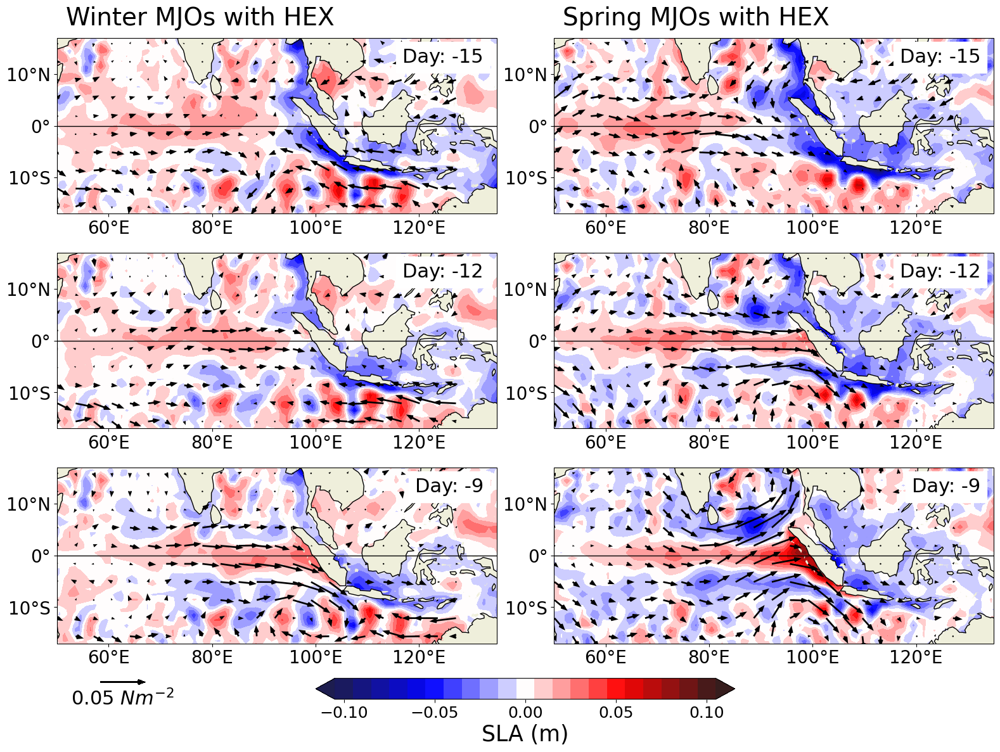 Winter MJOs with HEX
Spring MJOs with HEX
Day: -15
Day: -15
10°N
0°
10°S
10°N
0°
10°S
60°E 80°E 100°E 120°E
60°E 80°E 100°E 120°E
Day: -12
Day: -12
10°N
0°
10°S
10°N
0°
10°S
60°E 80°E 100°E 120°E
60°E 80°E 100°E 120°E
Day: -9
Day: -9
10°N
0°
10°S
10°N
0°
10°S
60°E 80°E 100°E 120°E
60°E 80°E 100°E 120°E
0.05 Nm⁻²
−0.10 −0.05 0.00 0.05 0.10
SLA (m)